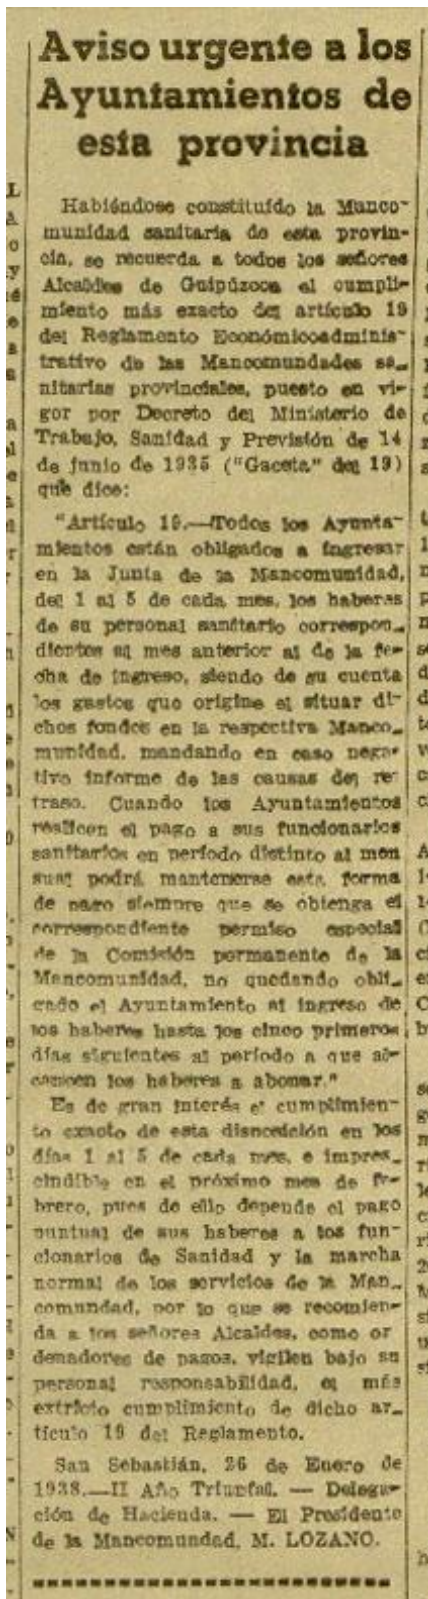 Aviso urgente a los
Ayuntamientos de
esta provincia
Habiéndose constituído la Manco-
munidad sanitaria de esta provin-
cia, se recuerda a todos los señores
Alcaldes de Guipúzcoa el cumpli-
miento más exacto del artículo 19
del Reglamento Económicoadminis-
trativo de las Mancomundades sa-
nitarias provinciales, puesto en vi-
gor por Decreto del Ministerio de
Trabajo, Sanidad y Previsión de 14
de junio de 1935 ("Gaceta" del 19)
que dice:
"Artículo 19.—Todos los Ayunta-
mientos están obligados a ingresar
en la Junta de la Mancomunidad,
del 1 al 5 de cada mes, los haberes
de su personal sanitario correspon-
dientes al mes anterior al de la fe-
cha de ingreso, siendo de su cuenta
los gastos que origine el situar di-
chos fondos en la respectiva Manco-
munidad, mandando en caso nega-
tivo informe de las causas del re-
traso. Cuando los Ayuntamientos
realicen el pago a sus funcionarios
sanitarios en período distinto al men
sual podrá mantenerse esta forma
de pago siempre que se obtenga el
correspondiente permiso especial
de la Comisión permanente de la
Mancomunidad, no quedando obli-
gado el Ayuntamiento al ingreso de
los haberes hasta los cinco primeros
días siguientes al período a que al-
cancen los haberes a abonar."
Es de gran interés el cumplimien-
to exacto de esta disposición en los
días 1 al 5 de cada mes, e impres-
cindible en el próximo mes de fe-
brero, pues de ello depende el pago
puntual de sus haberes a los fun-
cionarios de Sanidad y la marcha
normal de los servicios de la Man-
comundad, por lo que se recomien-
da a los señores Alcaldes, como or
denadores de pagos, vigilen bajo su
personal responsabilidad, el más
extricto cumplimiento de dicho ar-
tículo 19 del Reglamento.
San Sebastián, 26 de Enero de
1938.—II Año Triunfal. — Delega-
ción de Hacienda. — El Presidente
de la Mancomundad, M. LOZANO.